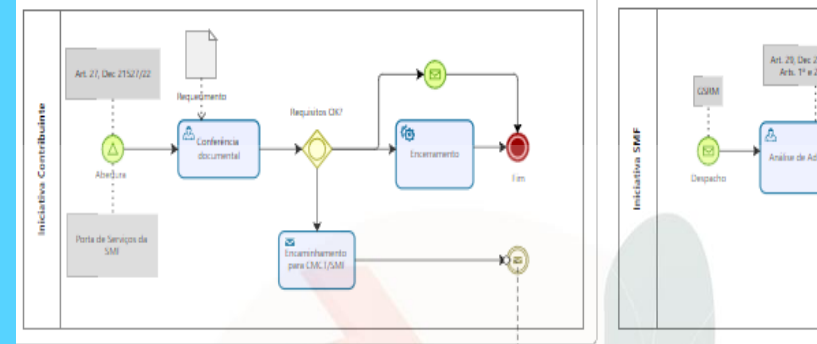 Iniciativa Contribuinte
Art. 27, Dec 21527/22
Requerimento
Abertura
Porta de Serviços da
SMF
Conferência
documental
Requisitos OK?
Encerramento
Fim
Encaminhamento
para CMCT/SMF
Iniciativa SMF
GSRM
Despacho
Art. 29, Dec 2
Arts. 1º e 2
Análise de Ad